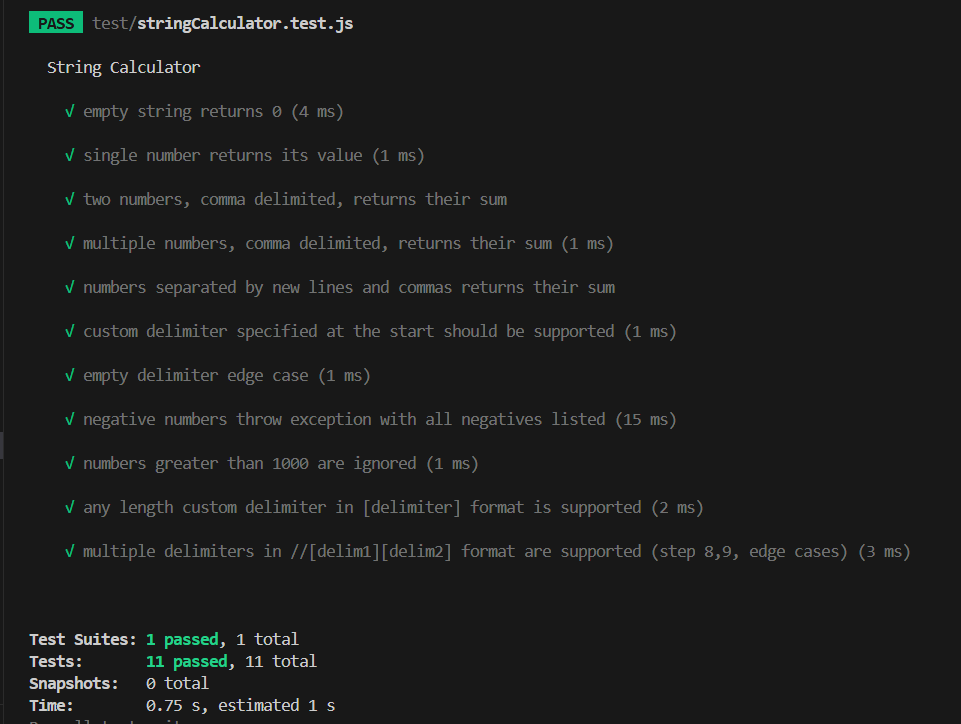 PASS test/stringCalculator.test.js
String Calculator
√ empty string returns 0 (4 ms)
√ single number returns its value (1 ms)
√ two numbers, comma delimited, returns their sum
√ multiple numbers, comma delimited, returns their sum (1 ms)
√ numbers separated by new lines and commas returns their sum
√ custom delimiter specified at the start should be supported (1 ms)
√ empty delimiter edge case (1 ms)
√ negative numbers throw exception with all negatives listed (15 ms)
√ numbers greater than 1000 are ignored (1 ms)
√ any length custom delimiter in [delimiter] format is supported (2 ms)
√ multiple delimiters in //[delim1][delim2] format are supported (step 8,9, edge cases) (3 ms)
Test Suites: 1 passed, 1 total
Tests: 11 passed, 11 total
Snapshots: 0 total
Time: 0.75 s, estimated 1 s